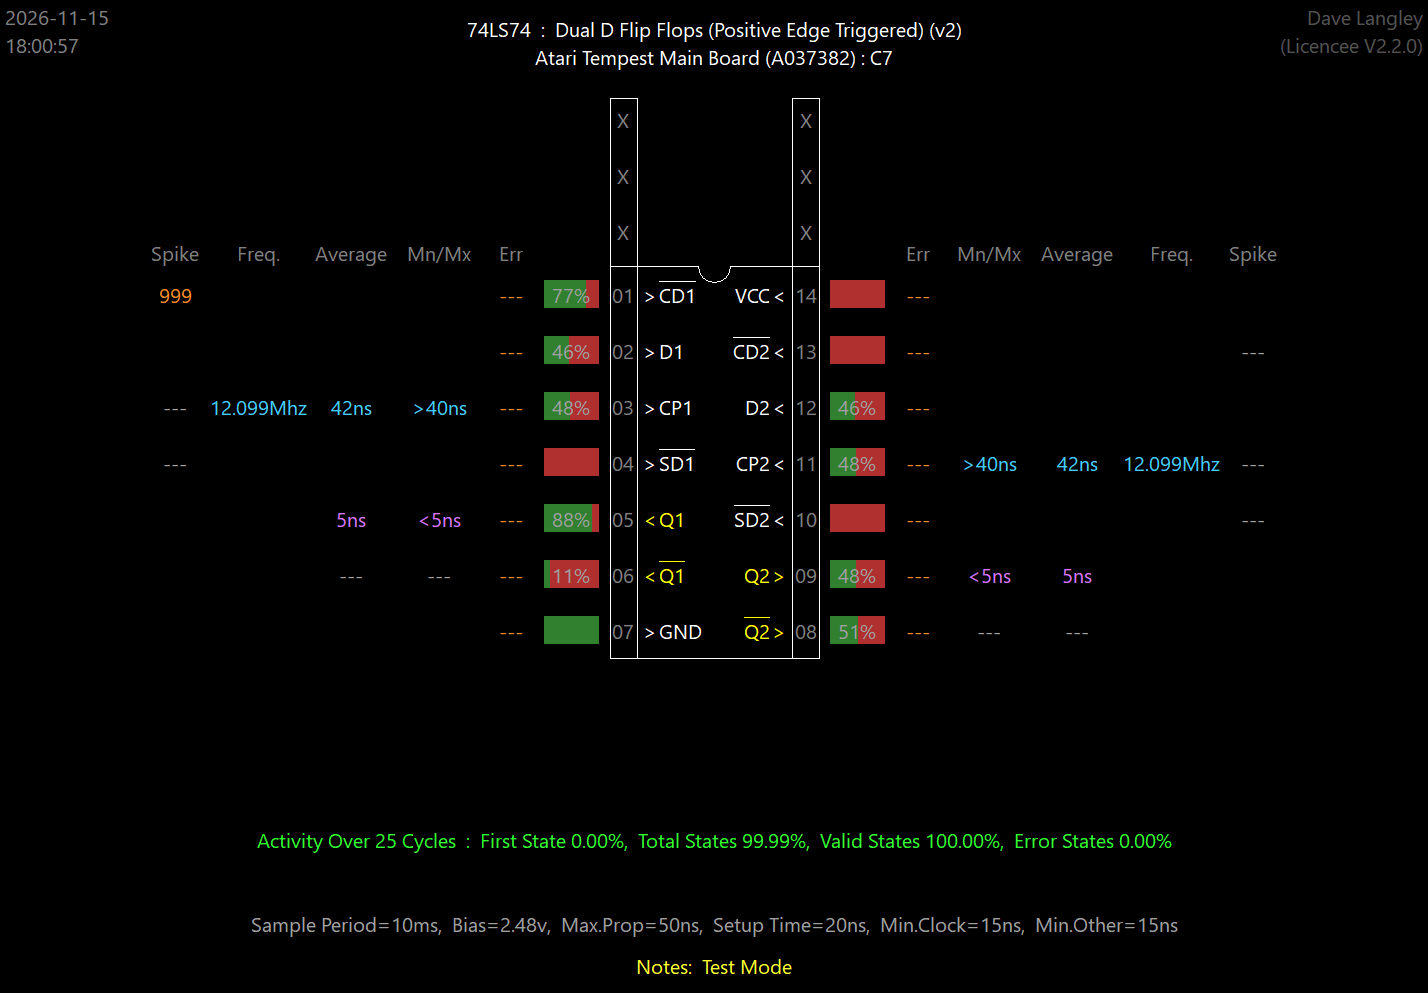 2026-11-15
18:00:57
74LS74 : Dual D Flip Flops (Positive Edge Triggered) (v2)
Atari Tempest Main Board (A037382) : C7
Dave Langley
(Licencee V2.2.0)
X X
X X
X X
Spike Freq. Average Mn/Mx Err Err Mn/Mx Average Freq. Spike
999 --- 77% 01 >CD1 VCC< 14 ---
--- 46% 02 >D1 CD2< 13 --- ---
--- 12.099Mhz 42ns >40ns --- 48% 03 >CP1 D2< 12 46% ---
--- --- 04 >SD1 CP2< 11 48% --- >40ns 42ns 12.099Mhz ---
5ns <5ns --- 88% 05 <Q1 SD2< 10 --- ---
--- --- --- 11% 06 <Q1 Q2> 09 48% --- <5ns 5ns
--- 07 >GND Q2> 08 51% --- --- ---
Activity Over 25 Cycles : First State 0.00%, Total States 99.99%, Valid States 100.00%, Error States 0.00%
Sample Period=10ms, Bias=2.48v, Max.Prop=50ns, Setup Time=20ns, Min.Clock=15ns, Min.Other=15ns
Notes: Test Mode